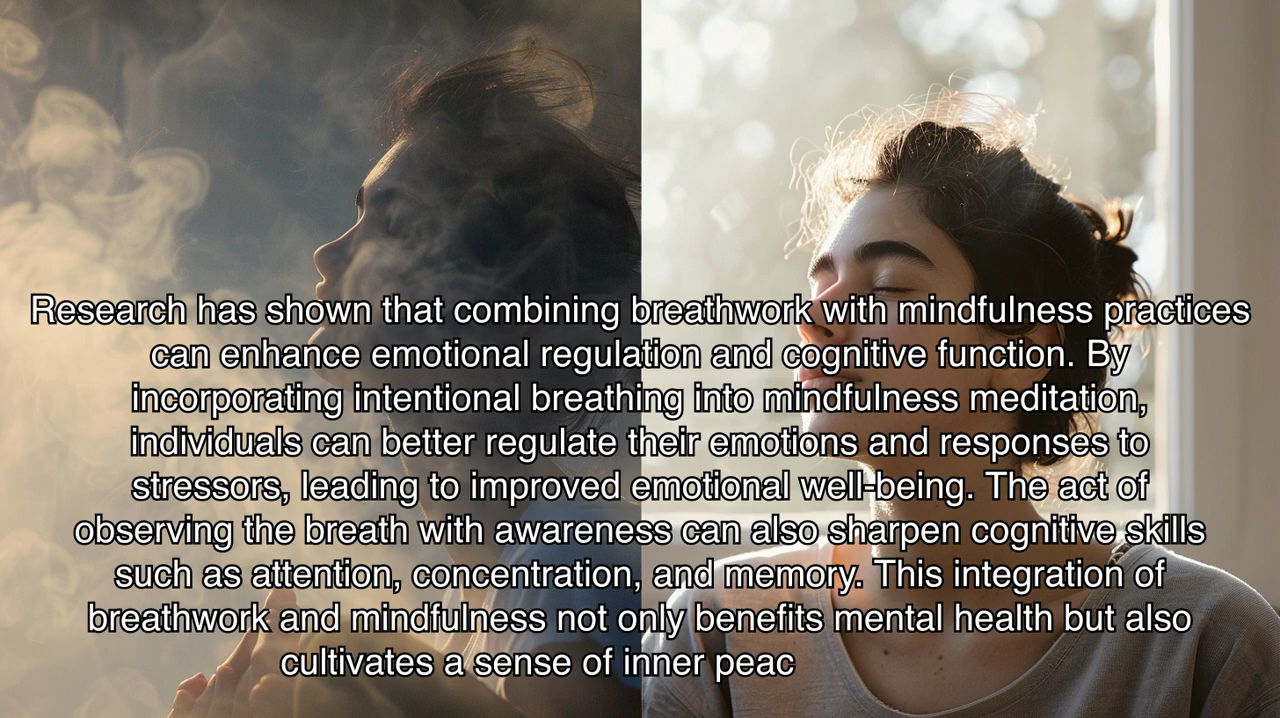 Research has shown that combining breathwork with mindfulness practices
can enhance emotional regulation and cognitive function. By
incorporating intentional breathing into mindfulness meditation,
individuals can better regulate their emotions and responses to
stressors, leading to improved emotional well-being. The act of
observing the breath with awareness can also sharpen cognitive skills
such as attention, concentration, and memory. This integration of
breathwork and mindfulness not only benefits mental health but also
cultivates a sense of inner peac